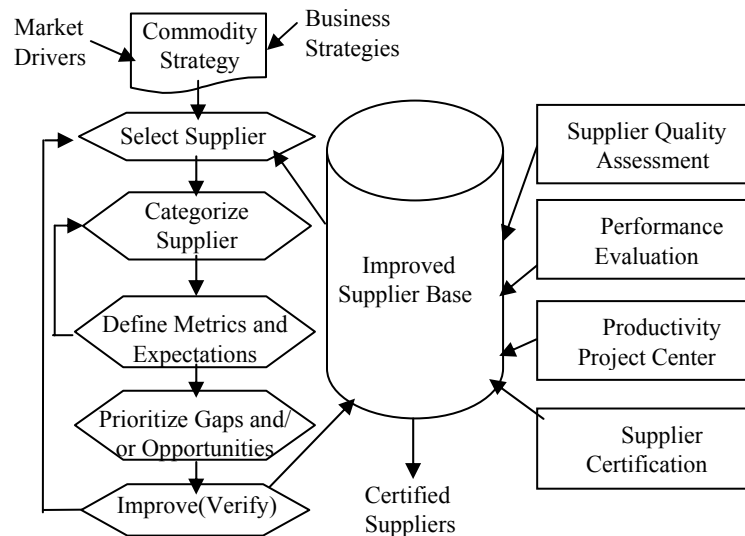 Market
Drivers
Commodity
Strategy
Business
Strategies
Select Supplier
Categorize
Supplier
Define Metrics and
Expectations
Prioritize Gaps and/
or Opportunities
Improve(Verify)
Improved
Supplier Base
Certified
Suppliers
Supplier Quality
Assessment
Performance
Evaluation
Productivity
Project Center
Supplier
Certification